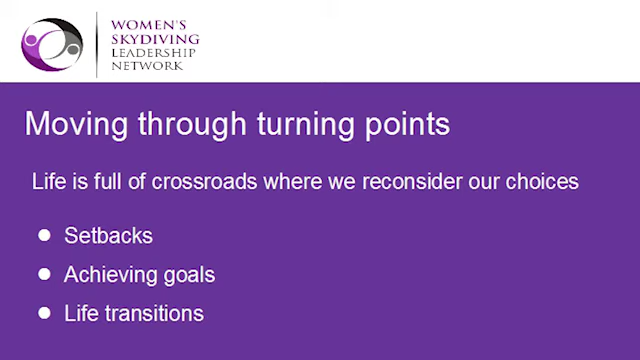 WOMEN'S
SKYDIVING
LEADERSHIP
NETWORK
Moving through turning points
Life is full of crossroads where we reconsider our choices
● Setbacks
● Achieving goals
● Life transitions